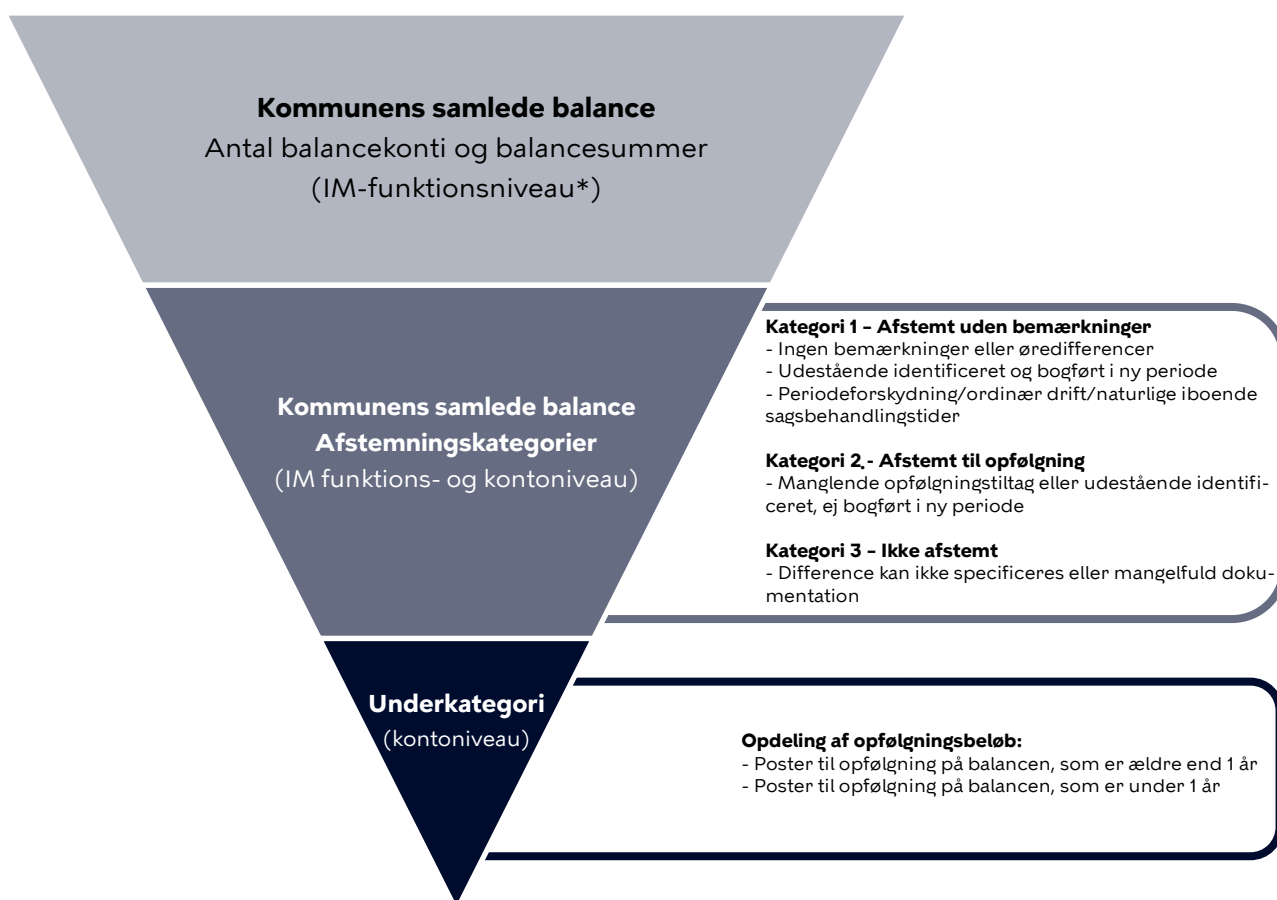 Kommunens samlede balance
Antal balancekonti og balancesummer
(IM-funktionsniveau*)
Kommunens samlede balance
Afstemningskategorier
(IM funktions- og kontoniveau)
Kategori 1 – Afstemt uden bemærkninger
- Ingen bemærkninger eller øredifferencer
- Udestående identificeret og bogført i ny periode
- Periodeforskydning/ordinær drift/naturlige iboende
sagsbehandlingstider
Kategori 2 - Afstemt til opfølgning
- Manglende opfølgningstiltag eller udestående identifi-
ceret, ej bogført i ny periode
Kategori 3 – Ikke afstemt
- Difference kan ikke specificeres eller mangelfuld doku-
mentation
Underkategori
(kontoniveau)
Opdeling af opfølgningsbeløb:
- Poster til opfølgning på balancen, som er ældre end 1 år
- Poster til opfølgning på balancen, som er under 1 år